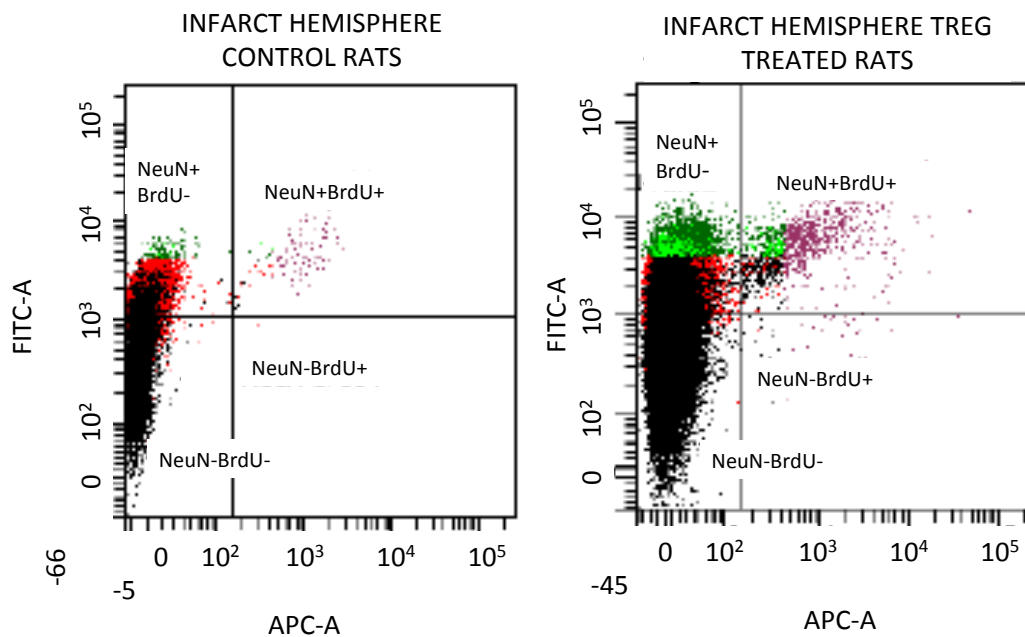 INFARCT HEMISPHERE
CONTROL RATS
FITC-A
10⁵
10⁴
10³
10²
0
NeuN+
BrdU-
NeuN+BrdU+
NeuN-BrdU+
NeuN-BrdU-
-66
-5
0
10²
10³
10⁴
10⁵
APC-A
INFARCT HEMISPHERE TREG
TREATED RATS
FITC-A
10⁵
10⁴
10³
10²
0
NeuN+
BrdU-
NeuN+BrdU+
NeuN-BrdU+
NeuN-BrdU-
-45
0
10²
10³
10⁴
10⁵
APC-A